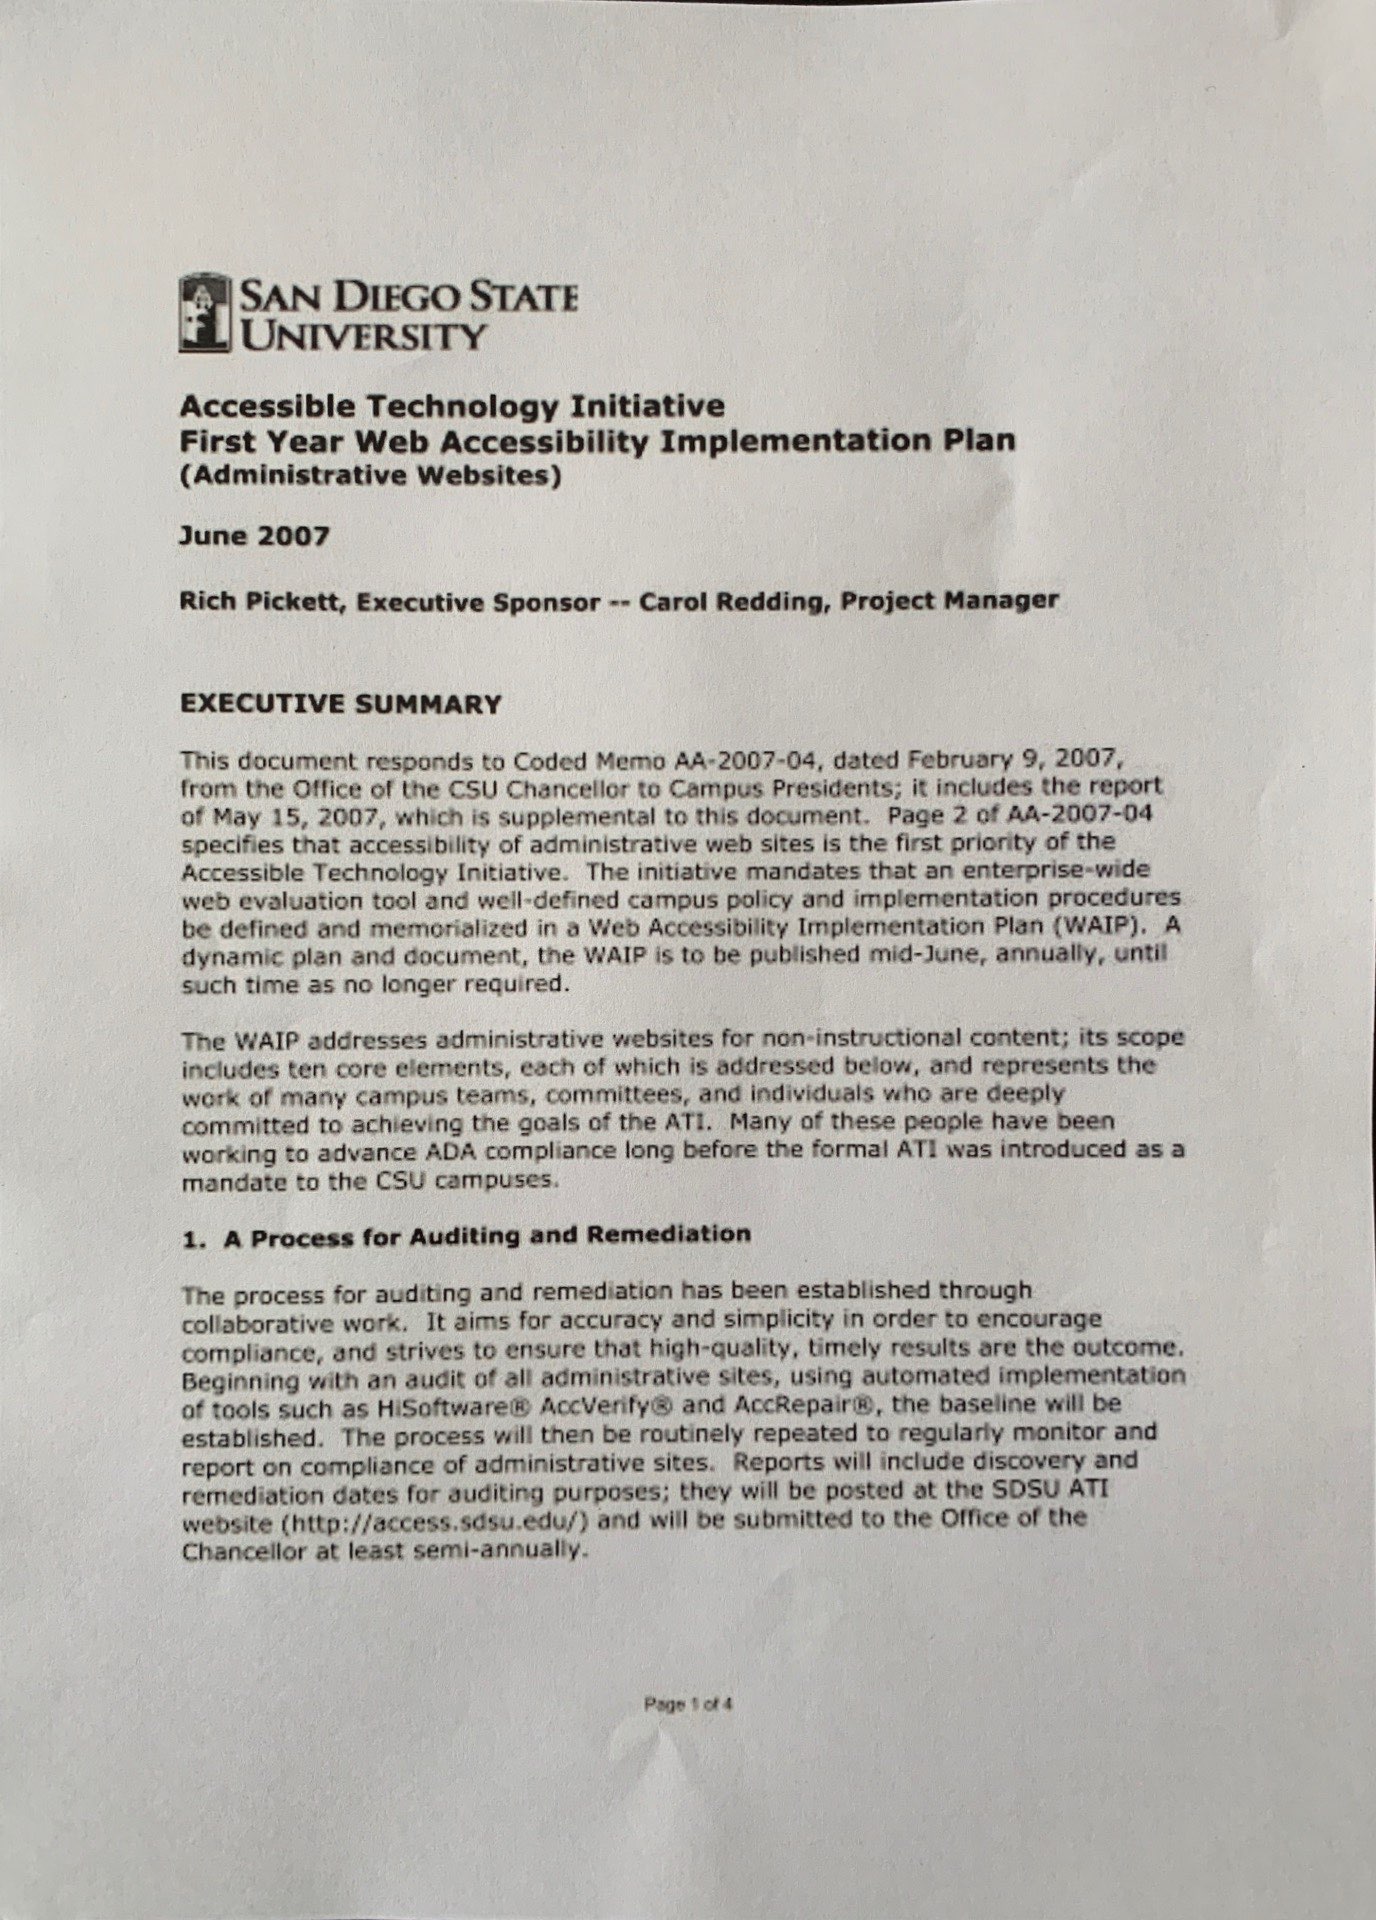 SAN DIEGO STATE
UNIVERSITY
Accessible Technology Initiative
First Year Web Accessibility Implementation Plan
(Administrative Websites)
June 2007
Rich Pickett, Executive Sponsor -- Carol Redding, Project Manager
EXECUTIVE SUMMARY
This document responds to Coded Memo AA-2007-04, dated February 9, 2007,
from the Office of the CSU Chancellor to Campus Presidents; it includes the report
of May 15, 2007, which is supplemental to this document.  Page 2 of AA-2007-04
specifies that accessibility of administrative web sites is the first priority of the
Accessible Technology Initiative.  The initiative mandates that an enterprise-wide
web evaluation tool and well-defined campus policy and implementation procedures
be defined and memorialized in a Web Accessibility Implementation Plan (WAIP).  A
dynamic plan and document, the WAIP is to be published mid-June, annually, until
such time as no longer required.
The WAIP addresses administrative websites for non-instructional content; its scope
includes ten core elements, each of which is addressed below, and represents the
work of many campus teams, committees, and individuals who are deeply
committed to achieving the goals of the ATI.  Many of these people have been
working to advance ADA compliance long before the formal ATI was introduced as a
mandate to the CSU campuses.
1.  A Process for Auditing and Remediation
The process for auditing and remediation has been established through
collaborative work.  It aims for accuracy and simplicity in order to encourage
compliance, and strives to ensure that high-quality, timely results are the outcome.
Beginning with an audit of all administrative sites, using automated implementation
of tools such as HiSoftware® AccVerify® and AccRepair®, the baseline will be
established.  The process will then be routinely repeated to regularly monitor and
report on compliance of administrative sites.  Reports will include discovery and
remediation dates for auditing purposes; they will be posted at the SDSU ATI
website (http://access.sdsu.edu/) and will be submitted to the Office of the
Chancellor at least semi-annually.
Page 1 of 4